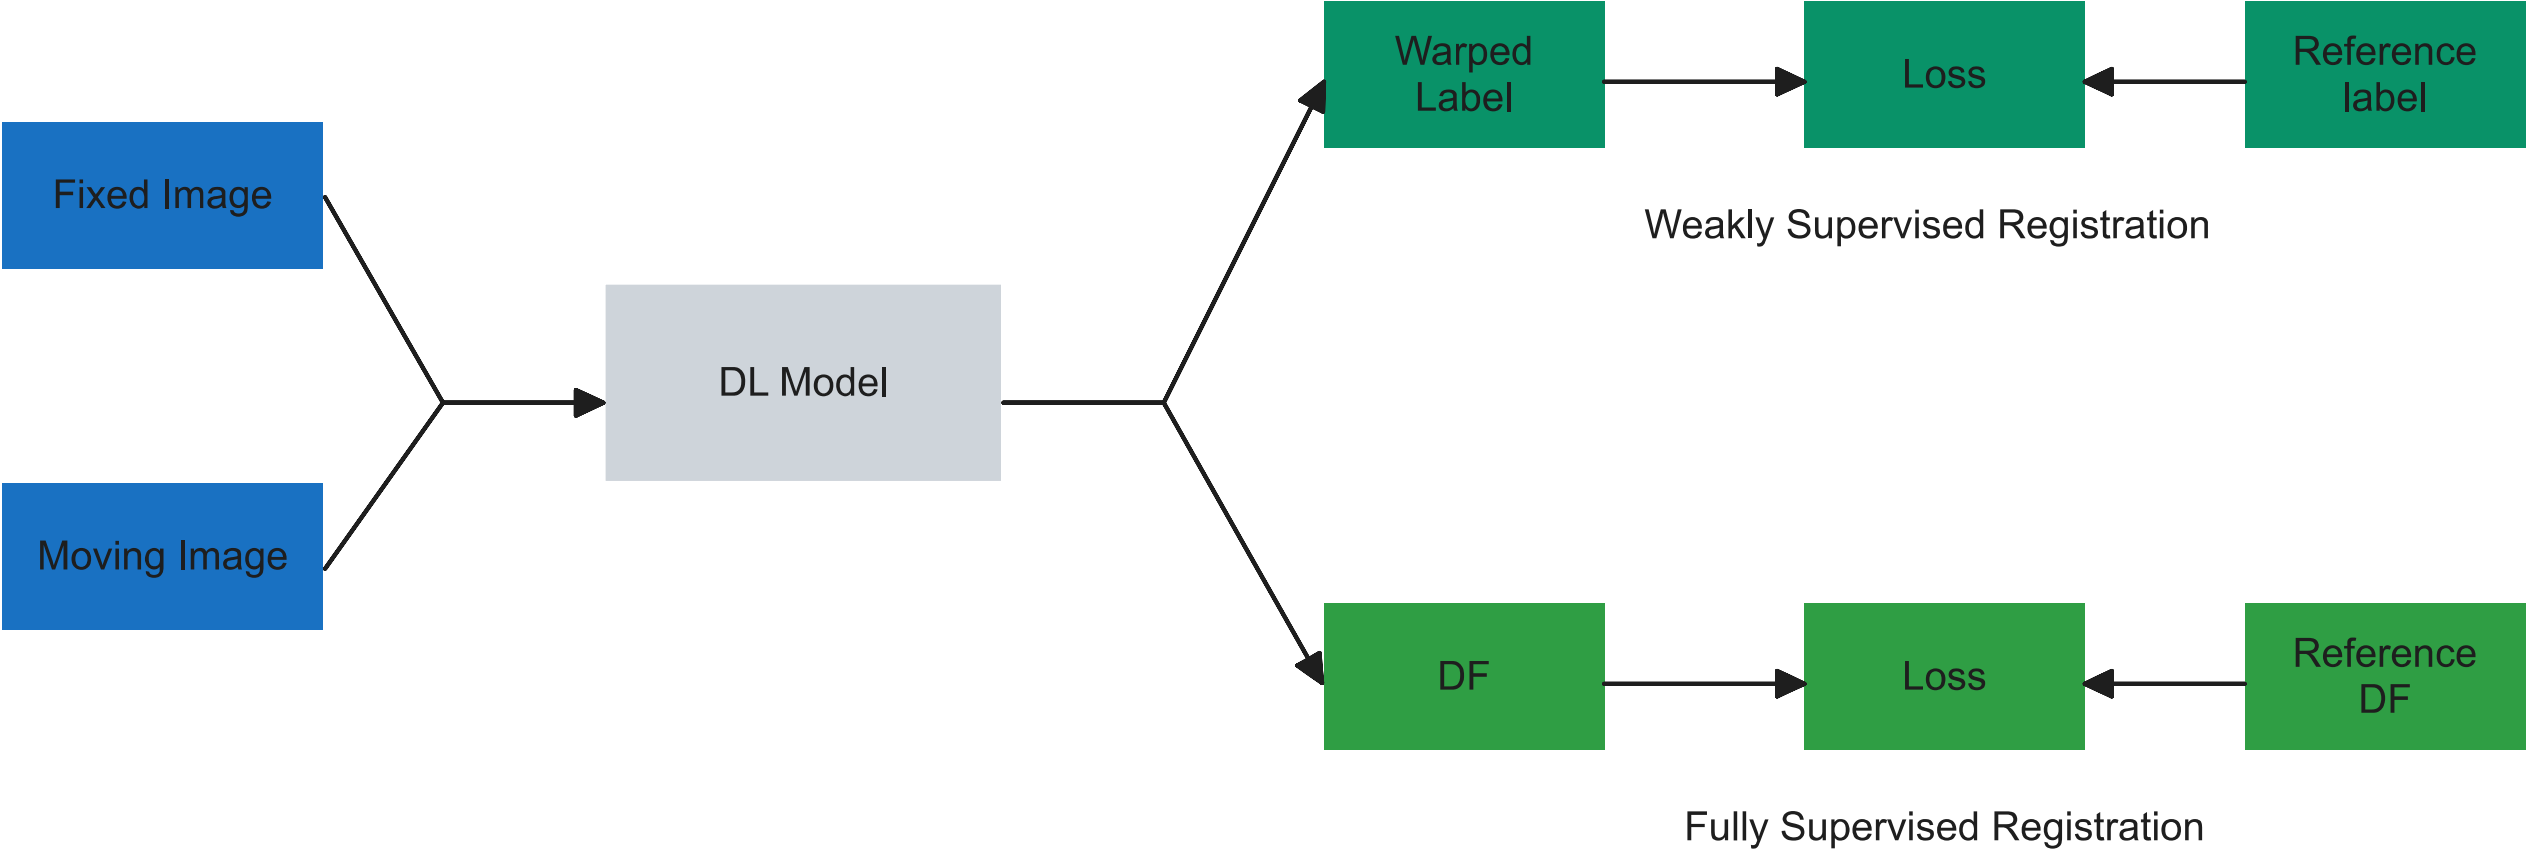 Fixed Image
Moving Image
DL Model
Warped
Label
Loss
Reference
label
Weakly Supervised Registration
DF
Loss
Reference
DF
Fully Supervised Registration